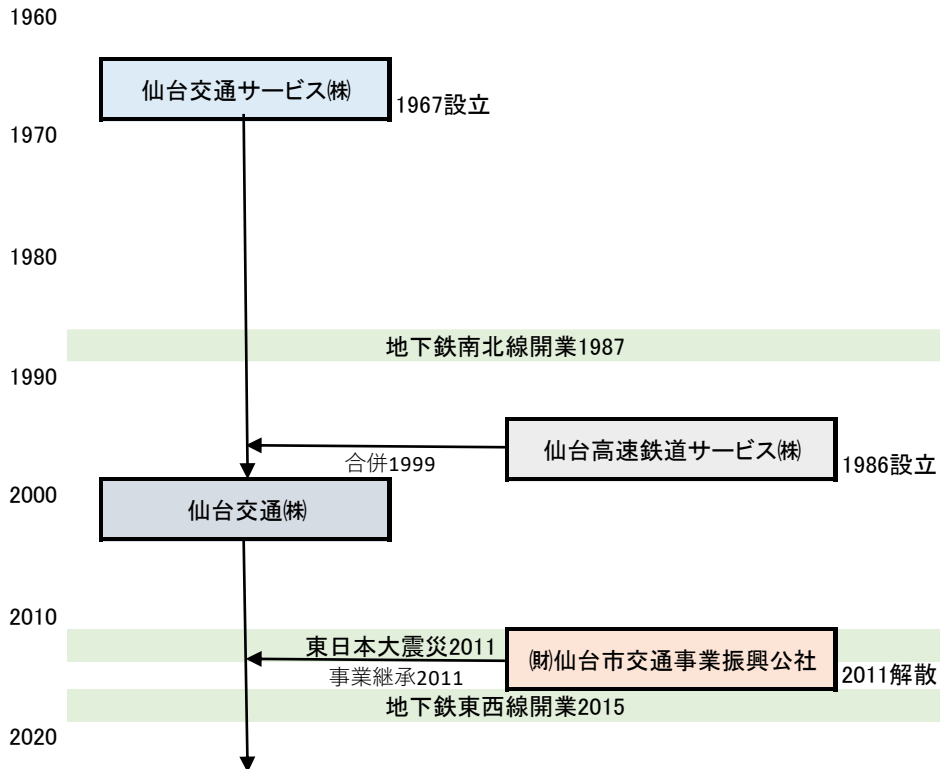 1960
仙台交通サービス㈱
1967設立
1970
1980
地下鉄南北線開業1987
1990
仙台高速鉄道サービス㈱
合併1999
1986設立
2000
仙台交通㈱
2010
東日本大震災2011
㈶仙台市交通事業振興公社
事業継承2011
2011解散
地下鉄東西線開業2015
2020